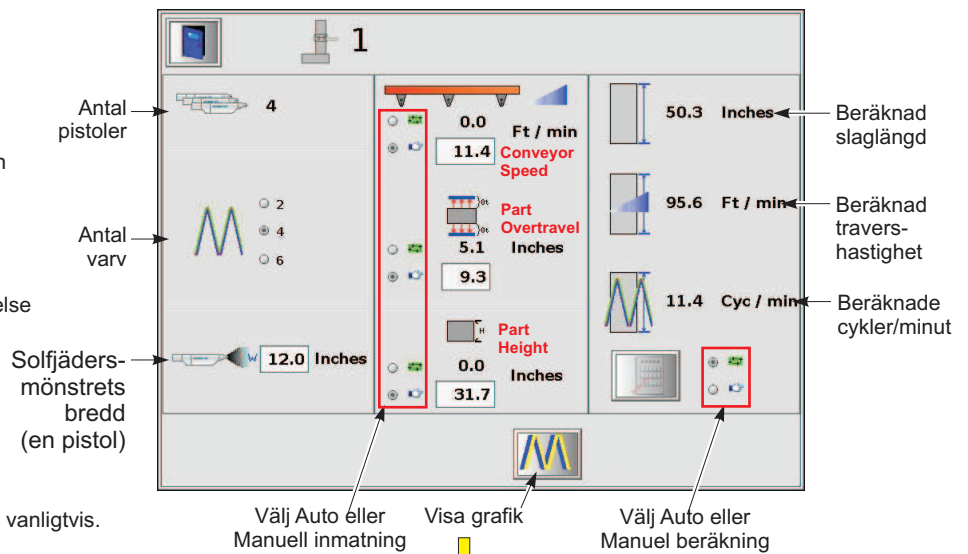 1
Antal
pistoler
4
n
Antal
varv
2
4
6
else
Solfjäders-
mönstrets
bredd
(en pistol)
W
12.0 Inches
vanligtvis.
0.0
Ft / min
11.4
Conveyor
Speed
Part
Overtravel
Ot
Ot
5.1 Inches
9.3
H
Part
Height
0.0
Inches
31.7
50.3 Inches
Beräknad
slaglängd
95.6 Ft / min
Beräknad
travers-
hastighet
11.4 Cyc / min
Beräknade
cykler/minut
Välj Auto eller
Manuell inmatning
Visa grafik
Välj Auto eller
Manuel beräkning